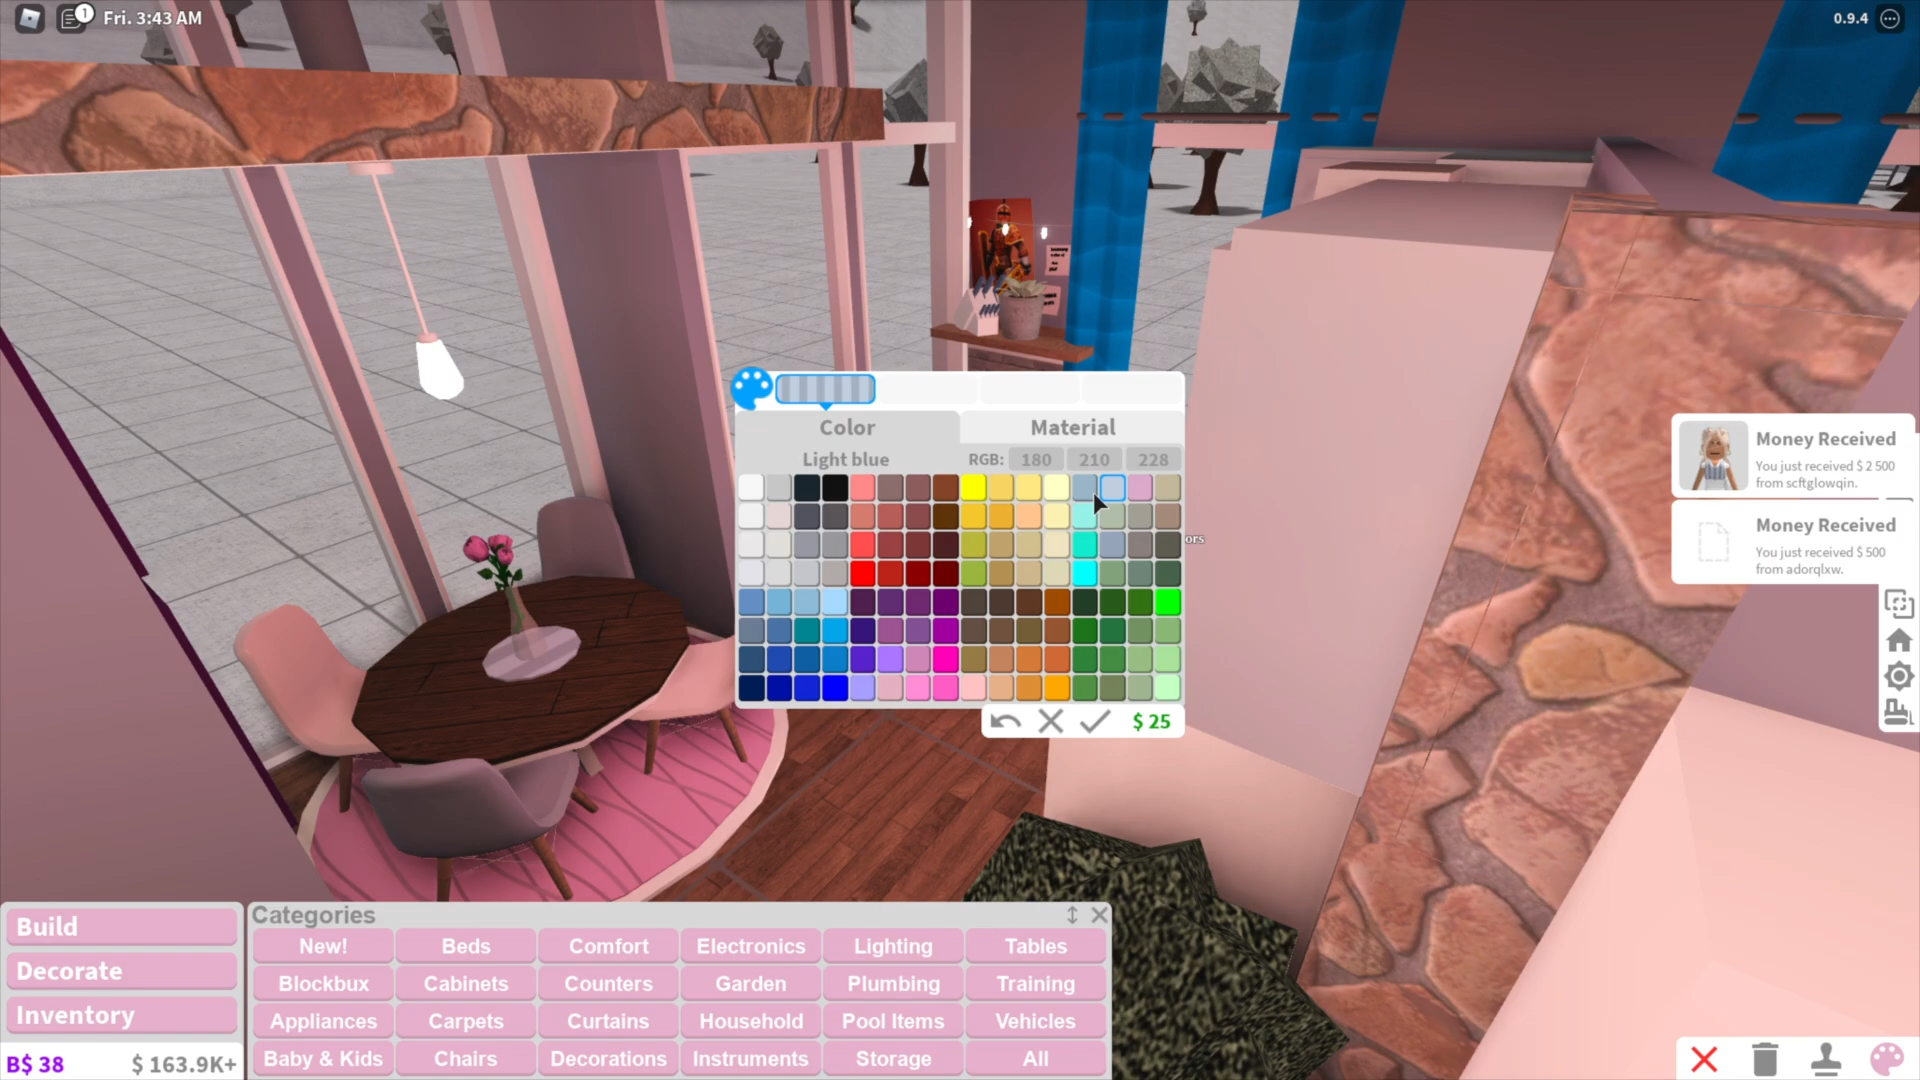 1
Fri. 3:43 AM
0.9.4
Color
Material
Light blue
RGB:
180
210
228
ors
$ 25
Money Received
You just received $ 2 500
from scftglowqin.
Money Received
You just received $ 500
from adorqlxw.
Build
Decorate
Inventory
B$ 38
$ 163.9K+
Categories
New!
Beds
Comfort
Electronics
Lighting
Tables
Blockbux
Cabinets
Counters
Garden
Plumbing
Training
Appliances
Carpets
Curtains
Household
Pool Items
Vehicles
Baby & Kids
Chairs
Decorations
Instruments
Storage
All